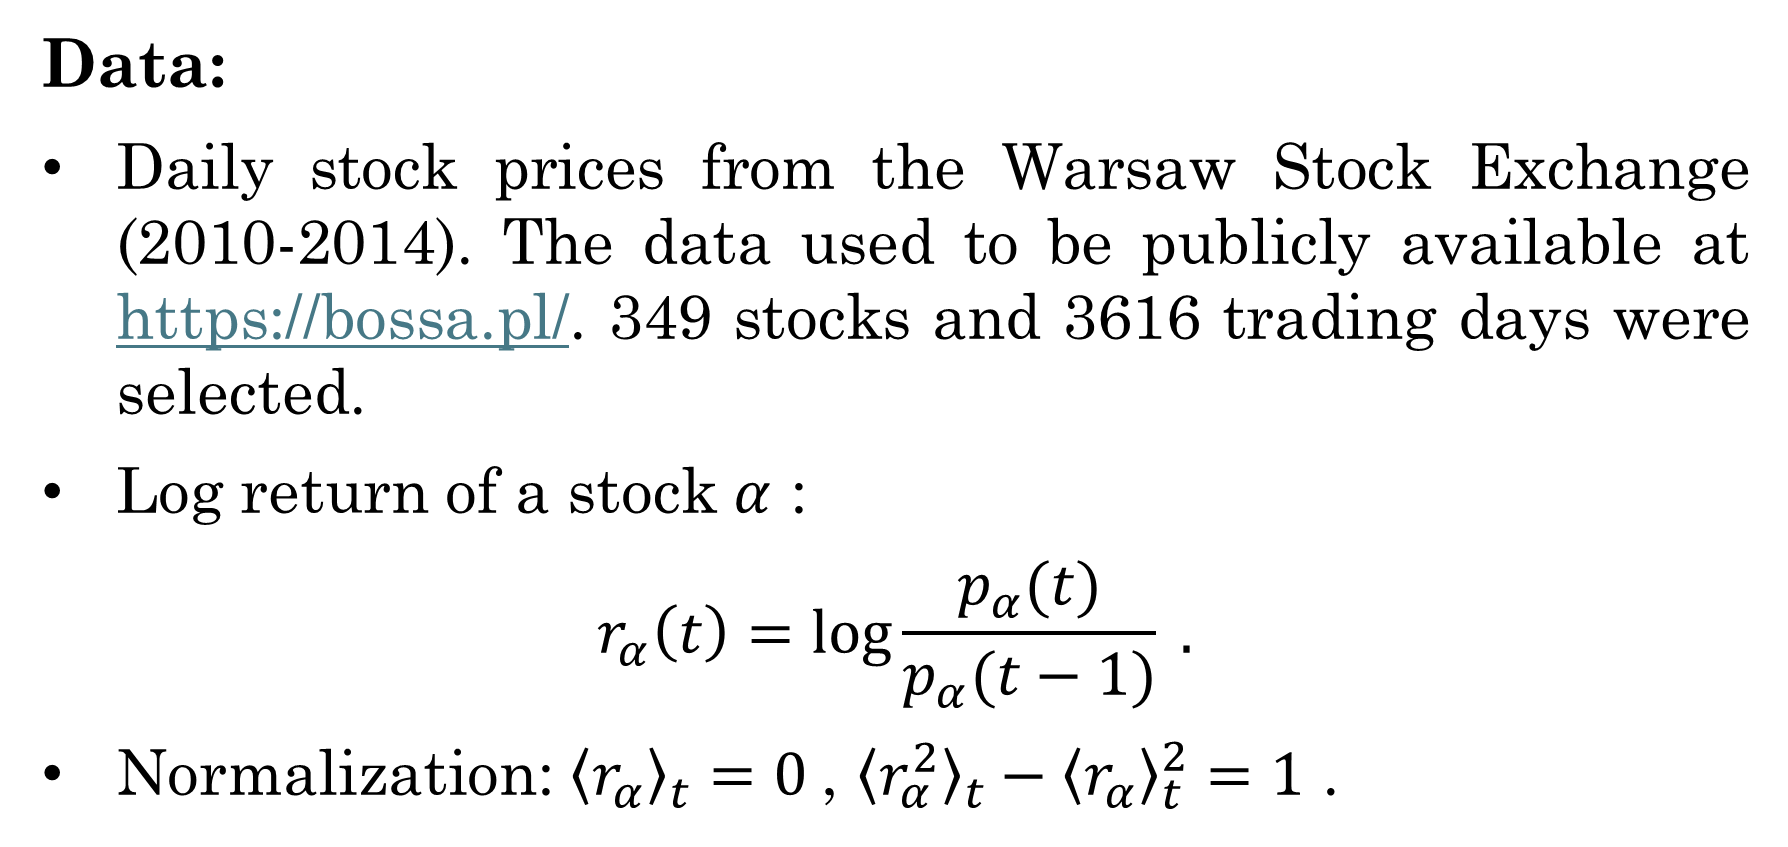 Data:
• Daily stock prices from the Warsaw Stock Exchange
(2010-2014). The data used to be publicly available at
https://bossa.pl/. 349 stocks and 3616 trading days were
selected.
• Log return of a stock α :
r_α(t) = log p_α(t) / p_α(t − 1) .
• Normalization: ⟨r_α⟩_t = 0 , ⟨r_α^2⟩_t − ⟨r_α⟩_t^2 = 1 .